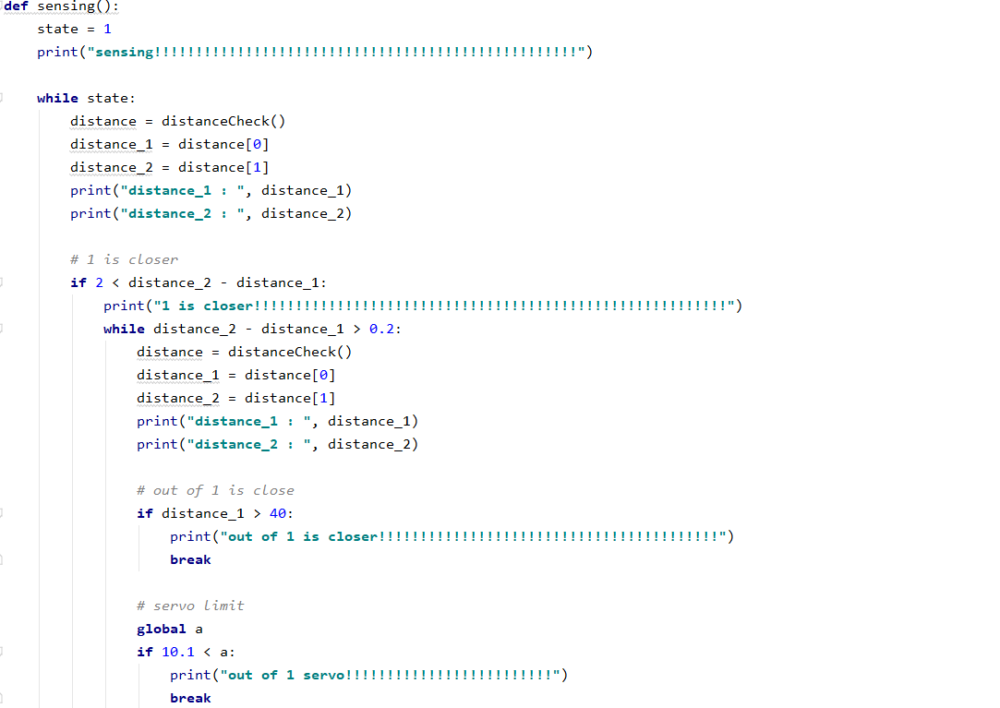 def sensing():
    state = 1
    print("sensing!!!!!!!!!!!!!!!!!!!!!!!!!!!!!!!!!!!!!!!!!!!!!!!!!!!")

    while state:
        distance = distanceCheck()
        distance_1 = distance[0]
        distance_2 = distance[1]
        print("distance_1 : ", distance_1)
        print("distance_2 : ", distance_2)

        # 1 is closer
        if 2 < distance_2 - distance_1:
            print("1 is closer!!!!!!!!!!!!!!!!!!!!!!!!!!!!!!!!!!!!!!!!!!!!!!!!!!!!!!!!!")
            while distance_2 - distance_1 > 0.2:
                distance = distanceCheck()
                distance_1 = distance[0]
                distance_2 = distance[1]
                print("distance_1 : ", distance_1)
                print("distance_2 : ", distance_2)

                # out of 1 is close
                if distance_1 > 40:
                    print("out of 1 is closer!!!!!!!!!!!!!!!!!!!!!!!!!!!!!!!!!!!!!!!!!")
                    break

                # servo limit
                global a
                if 10.1 < a:
                    print("out of 1 servo!!!!!!!!!!!!!!!!!!!!!!!!!")
                    break